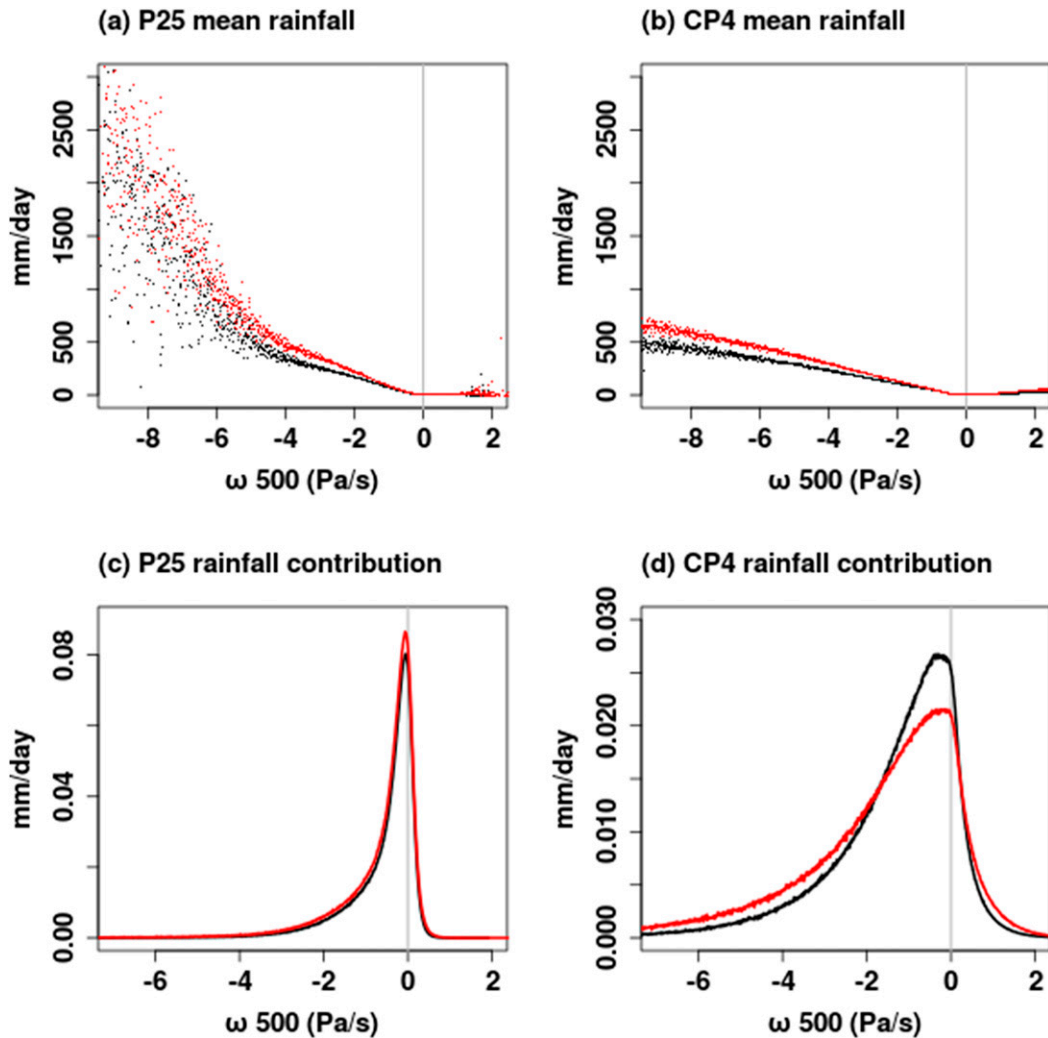 (a) P25 mean rainfall
mm/day
0 500 1500 2500
-8 -6 -4 -2 0 2
ω 500 (Pa/s)
(b) CP4 mean rainfall
mm/day
0 500 1500 2500
-8 -6 -4 -2 0 2
ω 500 (Pa/s)
(c) P25 rainfall contribution
mm/day
0.00 0.04 0.08
-6 -4 -2 0 2
ω 500 (Pa/s)
(d) CP4 rainfall contribution
mm/day
0.000 0.010 0.020 0.030
-6 -4 -2 0 2
ω 500 (Pa/s)